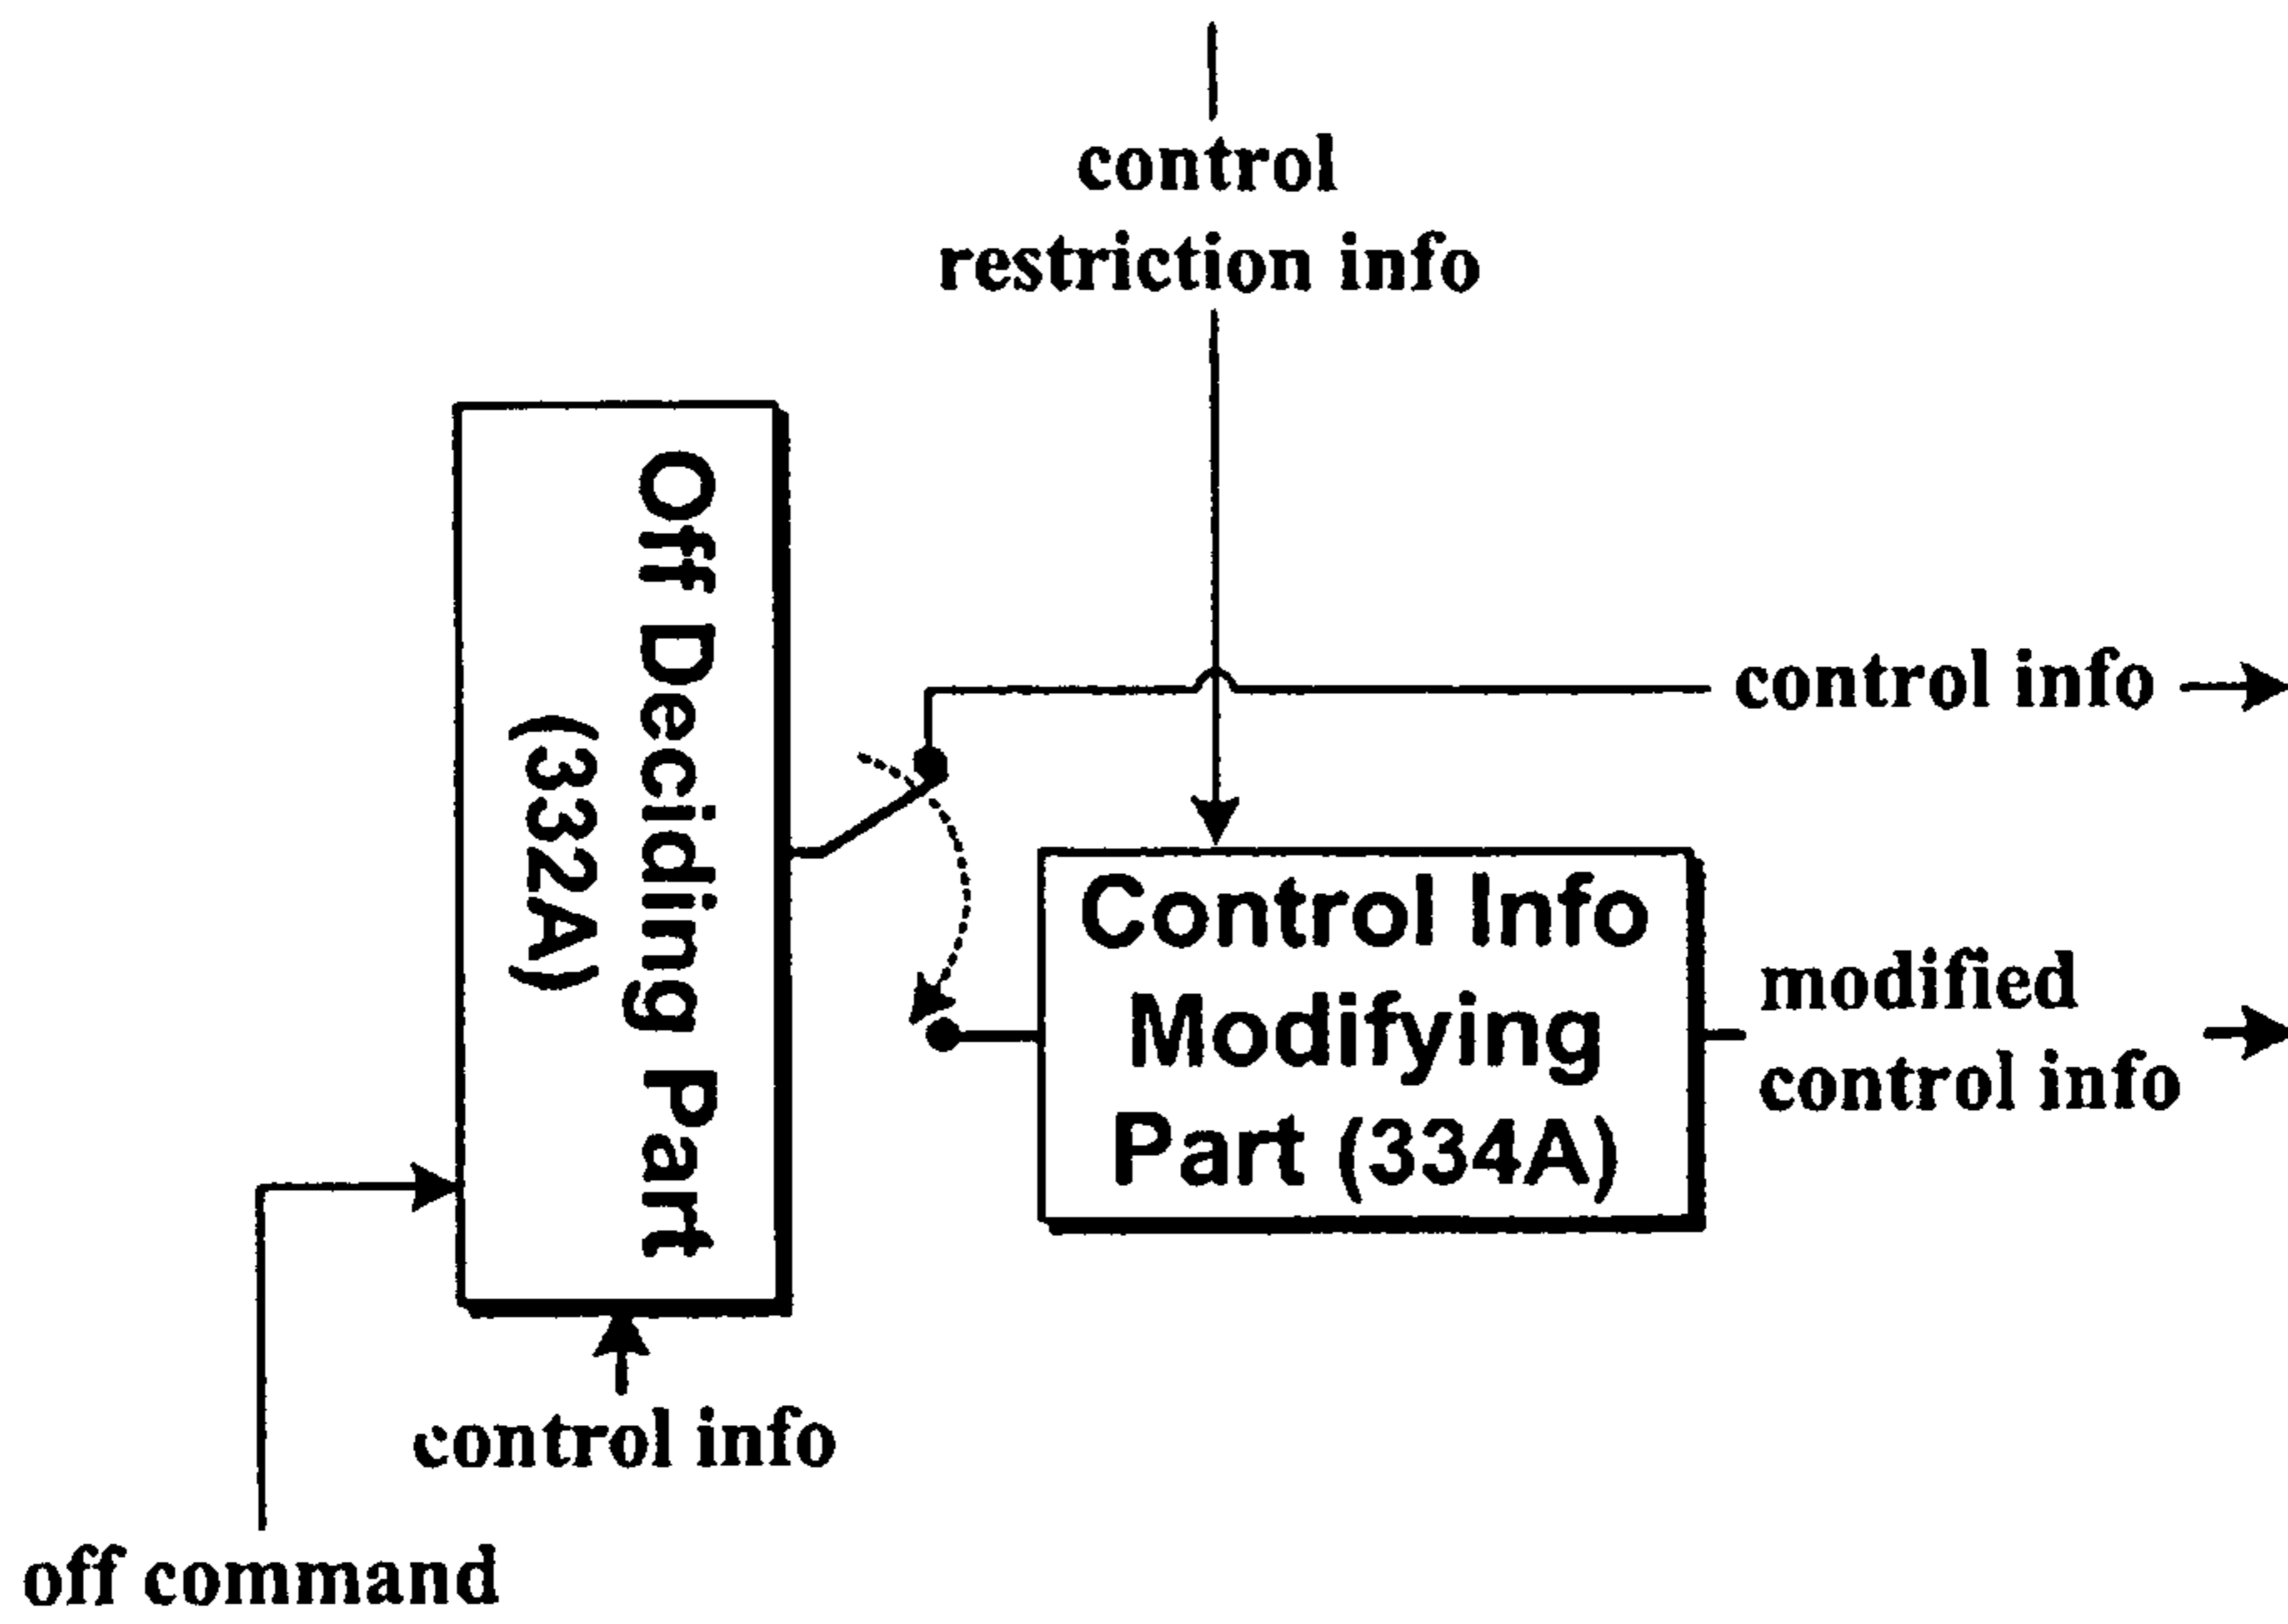 control
restriction info
Off Deciding Part
(332A)
control info
Control Info
Modifying
Part (334A)
modified
control info
control info
off command